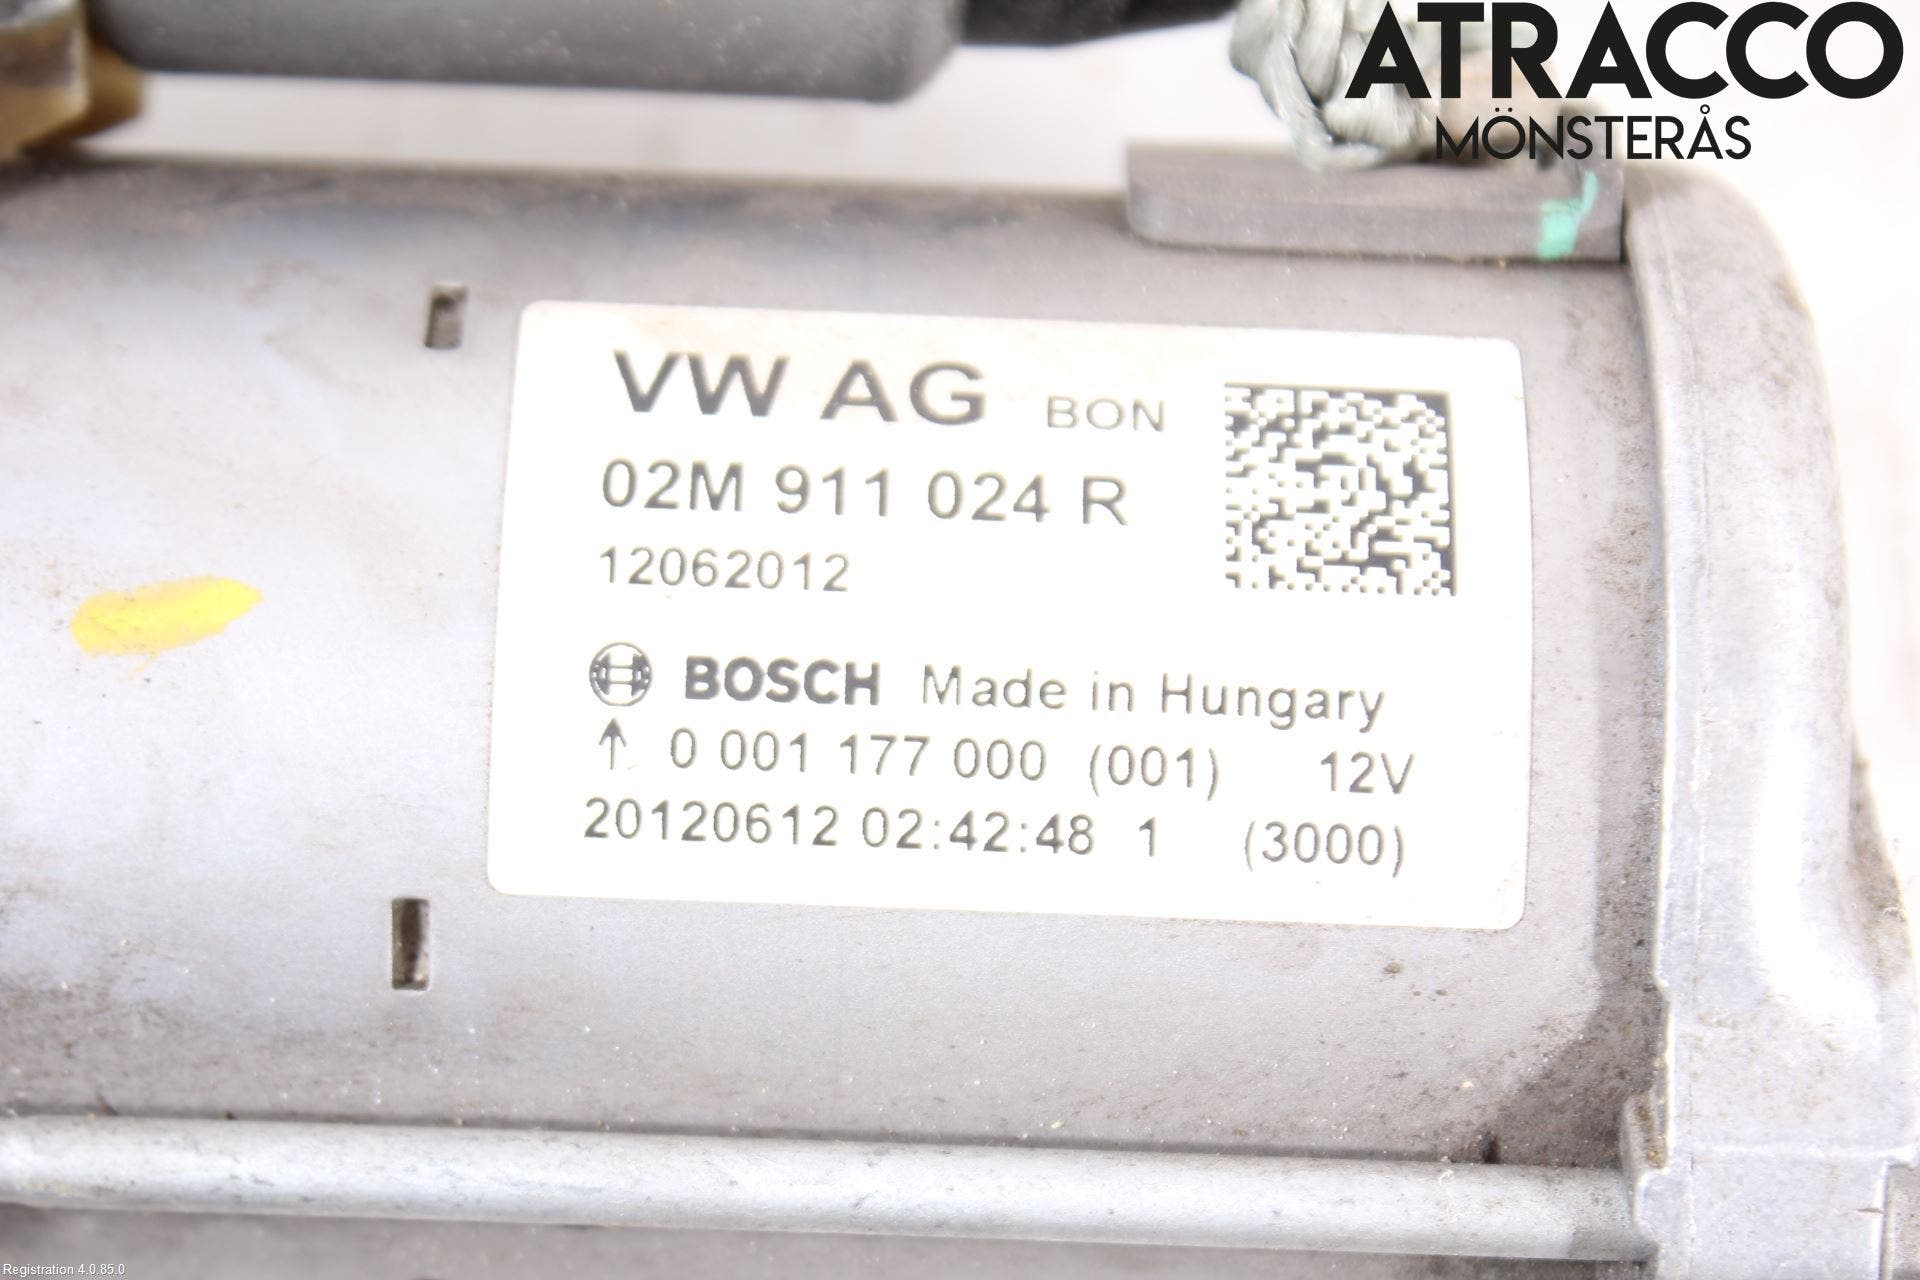 ATRACCO
MÖNSTERÅS
VW AG BON
02M 911 024 R
12062012
BOSCH Made in Hungary
↑ 0 001 177 000 (001) 12V
20120612 02:42:48 1 (3000)
Registration 4.0.85.0